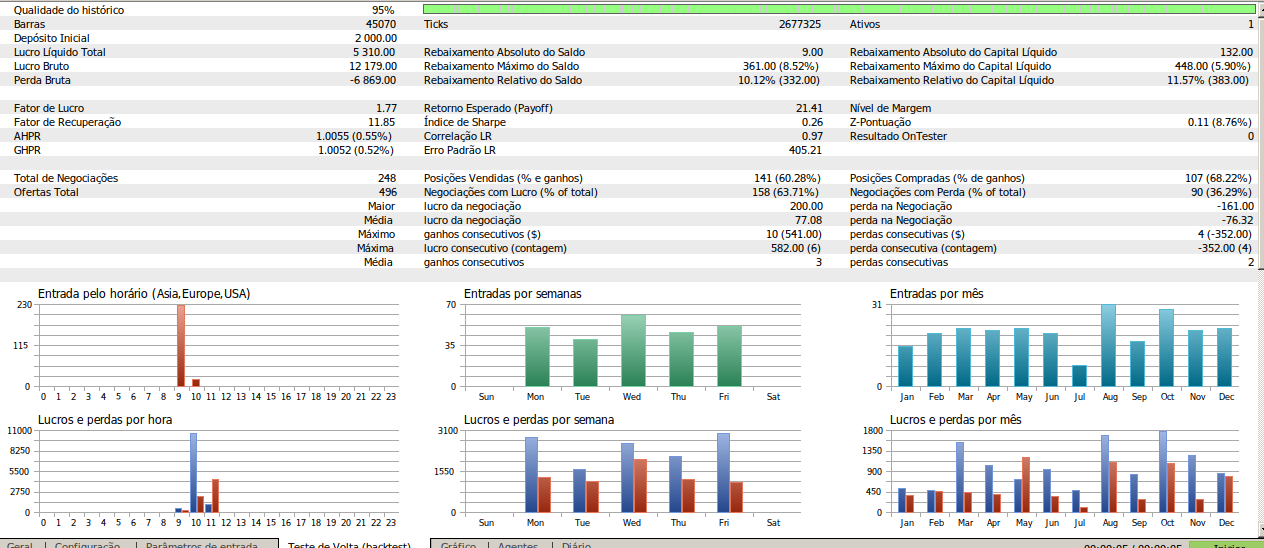 Qualidade do histórico 95%
Barras 45070 Ticks 2677325 Ativos 1
Depósito Inicial 2 000.00
Lucro Líquido Total 5 310.00 Rebaixamento Absoluto do Saldo 9.00 Rebaixamento Absoluto do Capital Líquido 132.00
Lucro Bruto 12 179.00 Rebaixamento Máximo do Saldo 361.00 (8.52%) Rebaixamento Máximo do Capital Líquido 448.00 (5.90%)
Perda Bruta -6 869.00 Rebaixamento Relativo do Saldo 10.12% (332.00) Rebaixamento Relativo do Capital Líquido 11.57% (383.00)
Fator de Lucro 1.77 Retorno Esperado (Payoff) 21.41 Nível de Margem
Fator de Recuperação 11.85 Índice de Sharpe 0.26 Z-Pontuação 0.11 (8.76%)
AHPR 1.0055 (0.55%) Correlação LR 0.97 Resultado OnTester 0
GHPR 1.0052 (0.52%) Erro Padrão LR 405.21
Total de Negociações 248 Posições Vendidas (% e ganhos) 141 (60.28%) Posições Compradas (% de ganhos) 107 (68.22%)
Ofertas Total 496 Negociações com Lucro (% of total) 158 (63.71%) Negociações com Perda (% of total) 90 (36.29%)
Maior lucro da negociação 200.00 perda na Negociação -161.00
Média lucro da negociação 77.08 perda na Negociação -76.32
Máximo ganhos consecutivos ($) 10 (541.00) perdas consecutivas ($) 4 (-352.00)
Máxima lucro consecutivo (contagem) 582.00 (6) perda consecutiva (contagem) -352.00 (4)
Média ganhos consecutivos 3 perdas consecutivas 2
Entrada pelo horário (Asia,Europe,USA)
230
115
0
0 1 2 3 4 5 6 7 8 9 10 11 12 13 14 15 16 17 18 19 20 21 22 23
Entradas por semanas
70
35
0
Sun Mon Tue Wed Thu Fri Sat
Entradas por mês
31
0
Jan Feb Mar Apr May Jun Jul Aug Sep Oct Nov Dec
Lucros e perdas por hora
11000
8250
5500
2750
0
0 1 2 3 4 5 6 7 8 9 10 11 12 13 14 15 16 17 18 19 20 21 22 23
Lucros e perdas por semana
3100
1550
0
Sun Mon Tue Wed Thu Fri Sat
Lucros e perdas por mês
1800
1350
900
450
0
Jan Feb Mar Apr May Jun Jul Aug Sep Oct Nov Dec
Geral Configuração Parâmetros de entrada Teste de Volta (backtest) Gráfico Agentes Diário